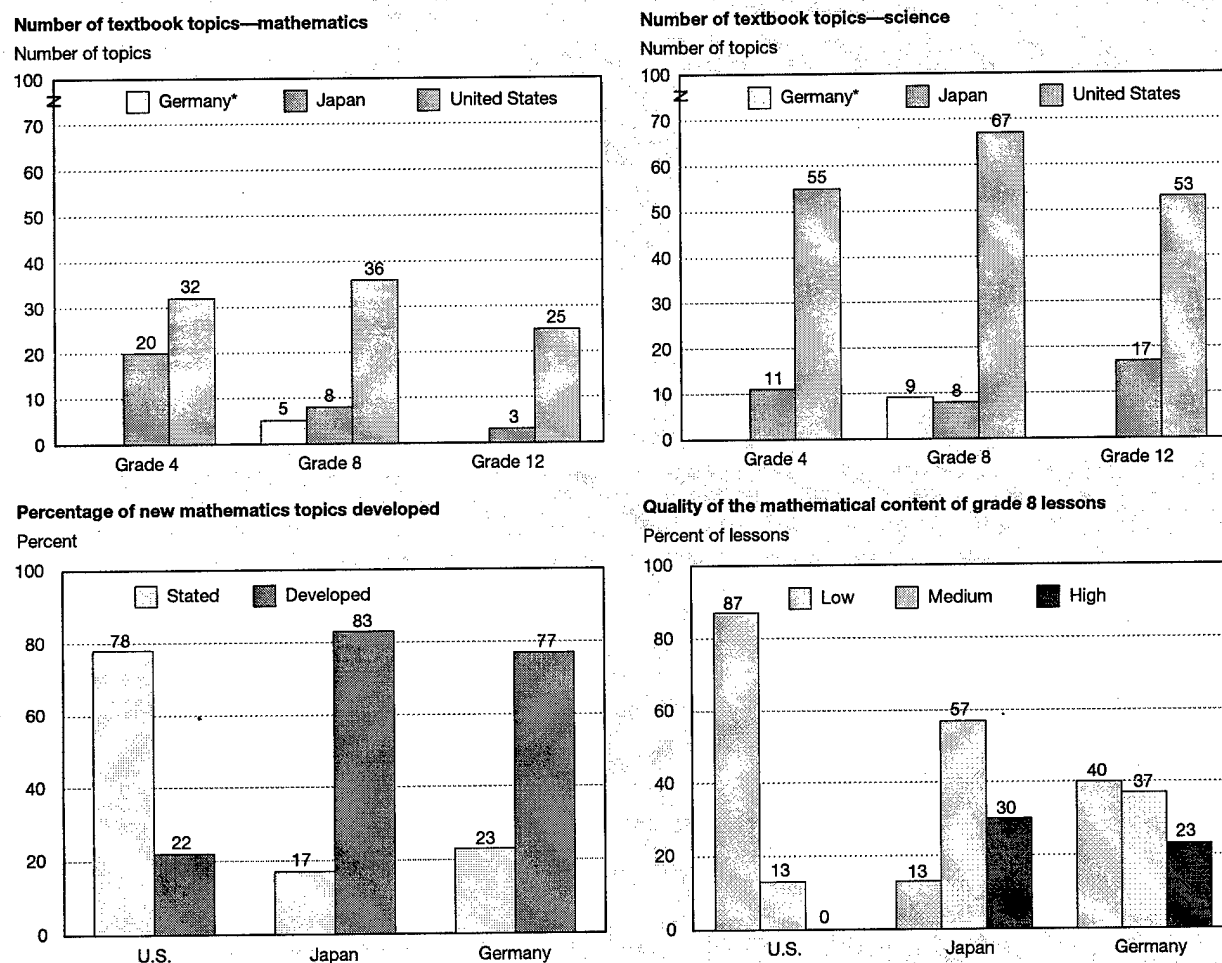 Number of textbook topics—mathematics
Number of topics
100
70
60
50
40
30
20
10
0
Germany* Japan United States
20 32
5 8 36
3 25
Grade 4 Grade 8 Grade 12
Number of textbook topics—science
Number of topics
100
70
60
50
40
30
20
10
0
Germany* Japan United States
11 55
9 8 67
17 53
Grade 4 Grade 8 Grade 12
Percentage of new mathematics topics developed
Percent
100
80
60
40
20
0
Stated Developed
78 22
17 83
23 77
U.S. Japan Germany
Quality of the mathematical content of grade 8 lessons
Percent of lessons
100
80
60
40
20
0
Low Medium High
87 13 0
13 57 30
40 37 23
U.S. Japan Germany